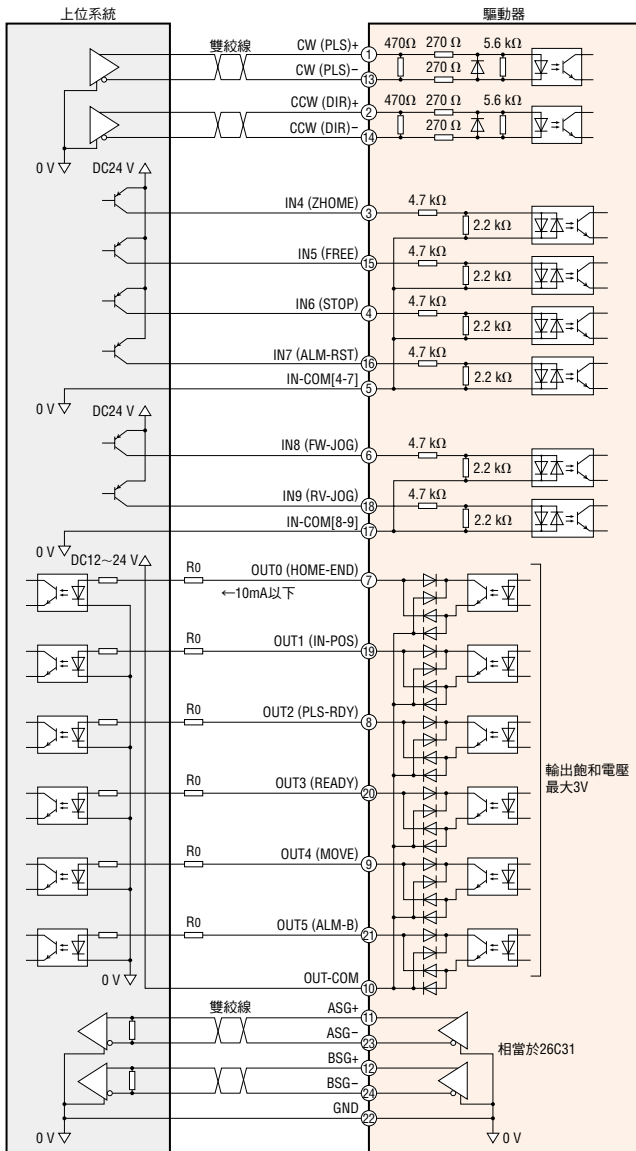 上位系統
驅動器
雙絞線
CW (PLS)+
1
470Ω
270 Ω
5.6 kΩ
CW (PLS)−
13
270 Ω
CCW (DIR)+
2
470Ω
270 Ω
5.6 kΩ
CCW (DIR)−
14
270 Ω
0 V
DC24 V
IN4 (ZHOME)
3
4.7 kΩ
2.2 kΩ
IN5 (FREE)
15
4.7 kΩ
2.2 kΩ
IN6 (STOP)
4
4.7 kΩ
2.2 kΩ
IN7 (ALM-RST)
16
4.7 kΩ
2.2 kΩ
IN-COM[4-7]
5
0 V
DC24 V
IN8 (FW-JOG)
6
4.7 kΩ
2.2 kΩ
IN9 (RV-JOG)
18
4.7 kΩ
2.2 kΩ
IN-COM[8-9]
17
0 V
DC12~24 V
R0
OUT0 (HOME-END)
7
←10mA以下
R0
OUT1 (IN-POS)
19
R0
OUT2 (PLS-RDY)
8
輸出飽和電壓
最大3V
R0
OUT3 (READY)
20
R0
OUT4 (MOVE)
9
R0
OUT5 (ALM-B)
21
0 V
OUT-COM
10
雙絞線
ASG+
11
ASG−
23
相當於26C31
BSG+
12
BSG−
24
GND
22
0 V
0 V